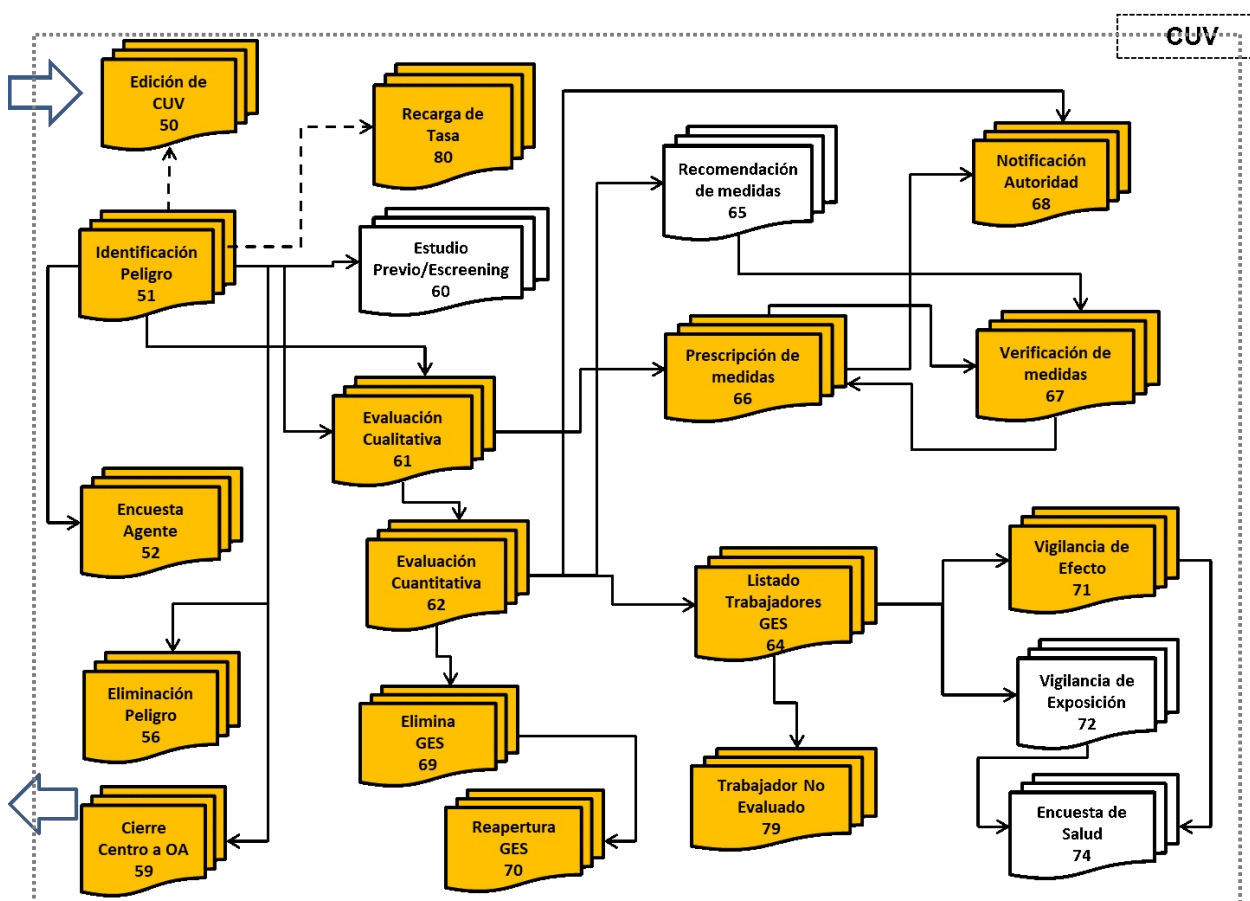 CUV
Edición de
CUV
50
Recarga de
Tasa
80
Recomendación
de medidas
65
Notificación
Autoridad
68
Identificación
Peligro
51
Estudio
Previo/Escreening
60
Prescripción de
medidas
66
Verificación de
medidas
67
Evaluación
Cualitativa
61
Encuesta
Agente
52
Evaluación
Cuantitativa
62
Listado
Trabajadores
GES
64
Vigilancia de
Efecto
71
Eliminación
Peligro
56
Elimina
GES
69
Vigilancia de
Exposición
72
Trabajador No
Evaluado
79
Cierre
Centro a OA
59
Reapertura
GES
70
Encuesta de
Salud
74